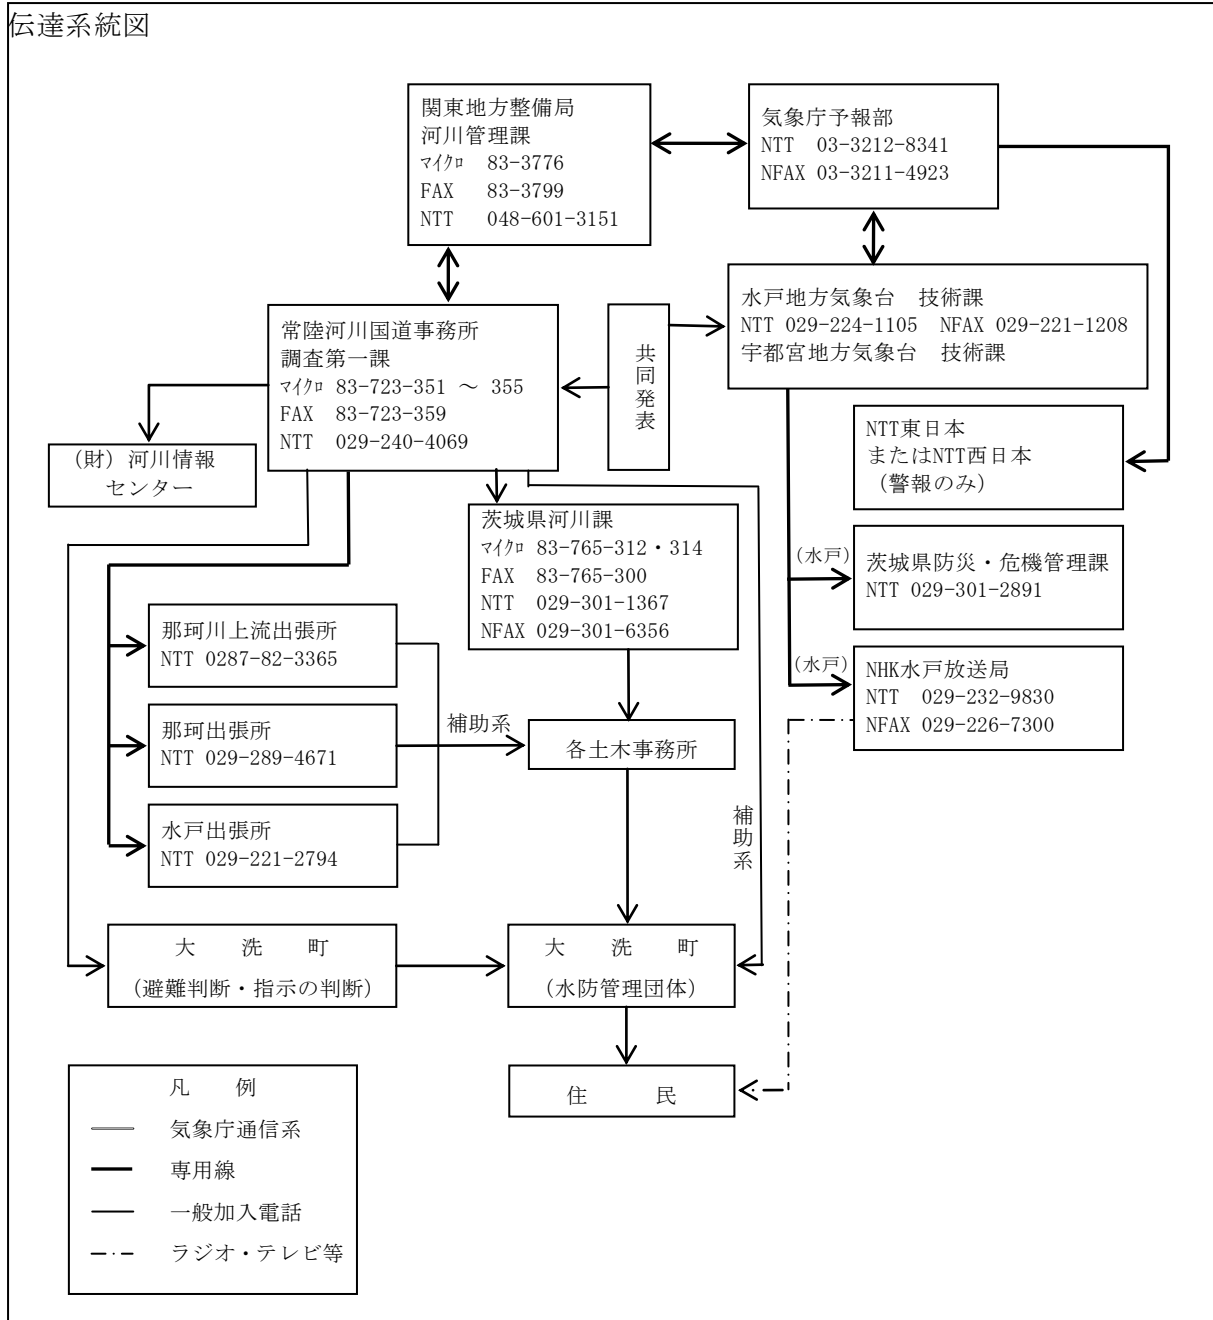 伝達系統図
関東地方整備局
河川管理課
ﾏｲｸﾛ 83-3776
FAX 83-3799
NTT 048-601-3151
気象庁予報部
NTT 03-3212-8341
NFAX 03-3211-4923
水戸地方気象台 技術課
NTT 029-224-1105 NFAX 029-221-1208
宇都宮地方気象台 技術課
常陸河川国道事務所
調査第一課
ﾏｲｸﾛ 83-723-351 ～ 355
FAX 83-723-359
NTT 029-240-4069
共同発表
（財）河川情報
センター
NTT東日本
またはNTT西日本
（警報のみ）
茨城県河川課
ﾏｲｸﾛ 83-765-312・314
FAX 83-765-300
NTT 029-301-1367
NFAX 029-301-6356
（水戸）
茨城県防災・危機管理課
NTT 029-301-2891
那珂川上流出張所
NTT 0287-82-3365
（水戸）
NHK水戸放送局
NTT 029-232-9830
NFAX 029-226-7300
那珂出張所
NTT 029-289-4671
補助系
各土木事務所
水戸出張所
NTT 029-221-2794
補助系
大 洗 町
（避難判断・指示の判断）
大 洗 町
（水防管理団体）
住 民
凡 例
気象庁通信系
専用線
一般加入電話
ラジオ・テレビ等